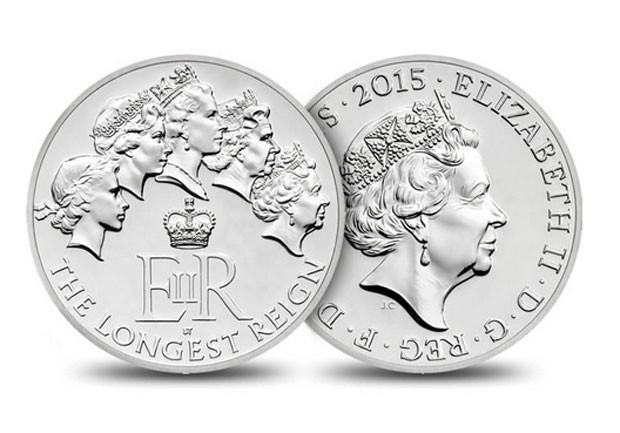 EIIR
THE LONGEST REIGN
S · 2015 · ELIZABETH II · D · G · REG · F · D ·
J.C